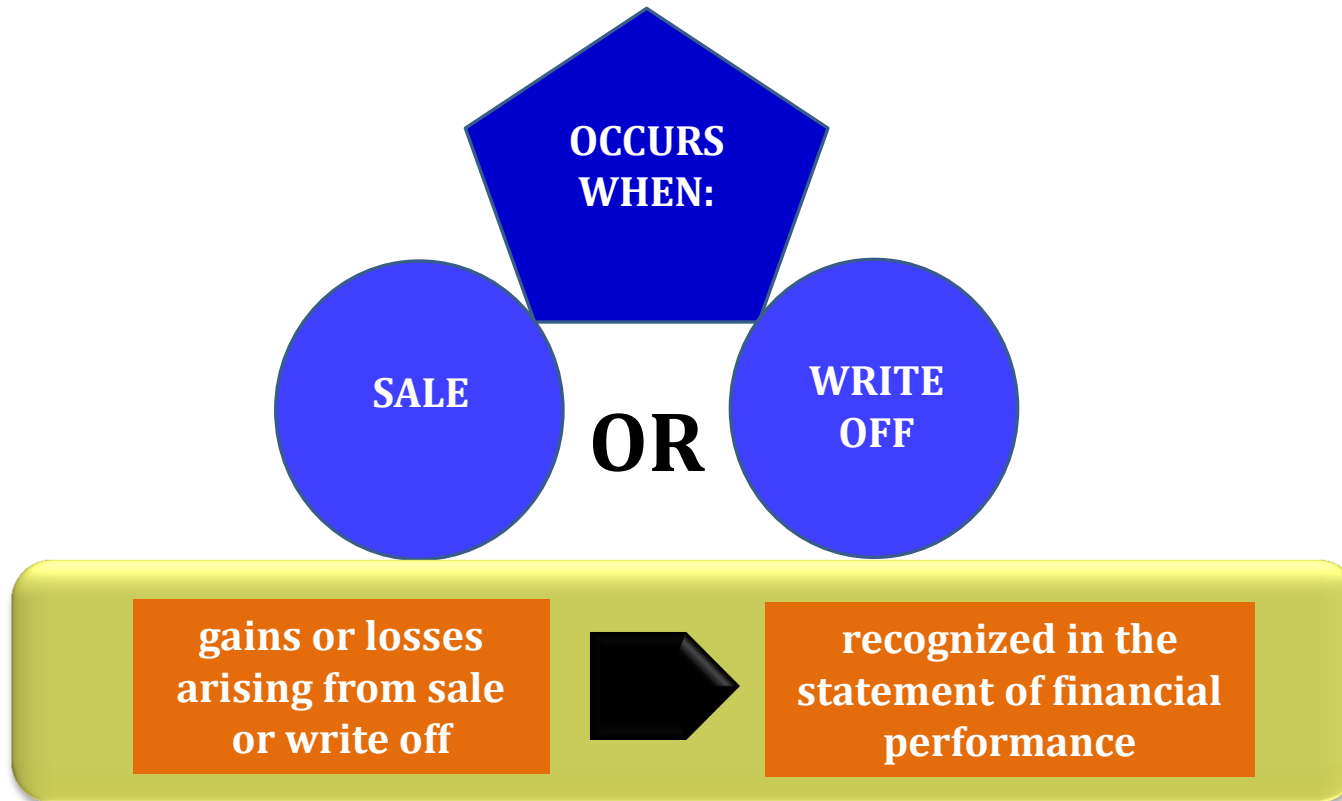 OCCURS
WHEN:
SALE
OR
WRITE
OFF
gains or losses
arising from sale
or write off
recognized in the
statement of financial
performance